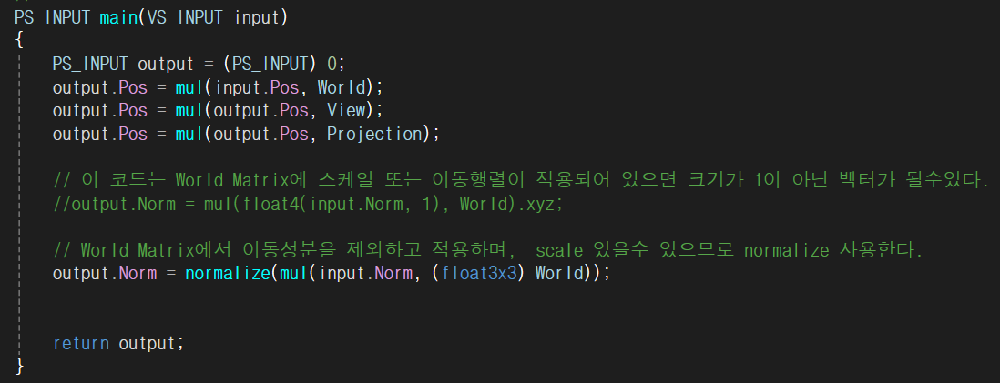 PS_INPUT main(VS_INPUT input)
{
PS_INPUT output = (PS_INPUT) 0;
output.Pos = mul(input.Pos, World);
output.Pos = mul(output.Pos, View);
output.Pos = mul(output.Pos, Projection);
// 이 코드는 World Matrix에 스케일 또는 이동행렬이 적용되어 있으면 크기가 1이 아닌 벡터가 될수있다.
//output.Norm = mul(float4(input.Norm, 1), World).xyz;
// World Matrix에서 이동성분을 제외하고 적용하며, scale 있을수 있으므로 normalize 사용한다.
output.Norm = normalize(mul(input.Norm, (float3x3) World));
return output;
}